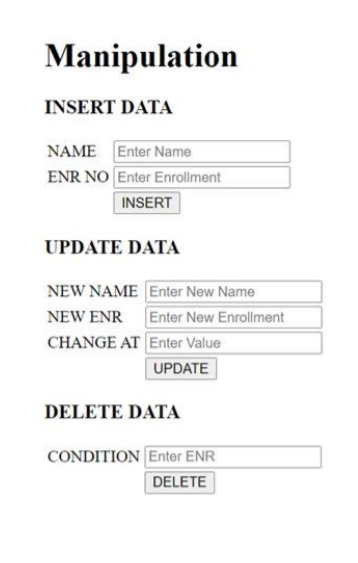 Manipulation
INSERT DATA
NAME Enter Name
ENR NO Enter Enrollment
INSERT
UPDATE DATA
NEW NAME Enter New Name
NEW ENR Enter New Enrollment
CHANGE AT Enter Value
UPDATE
DELETE DATA
CONDITION Enter ENR
DELETE